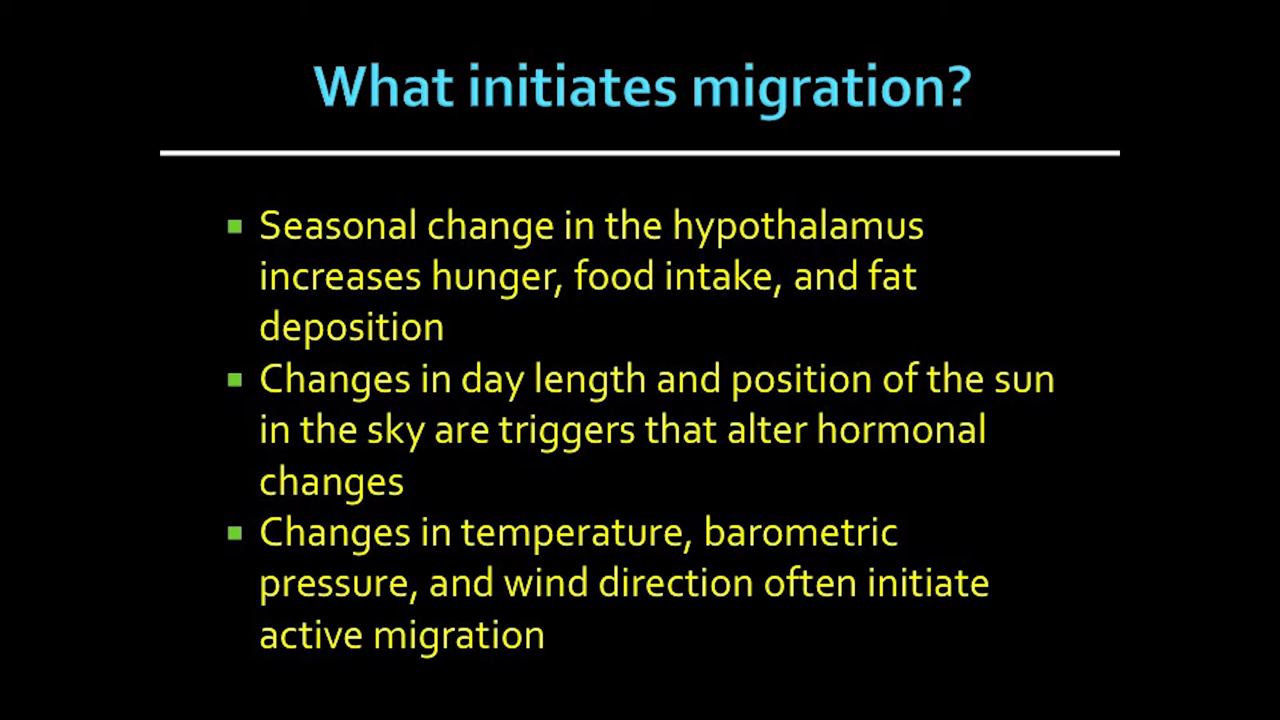 What initiates migration?
▪ Seasonal change in the hypothalamus
increases hunger, food intake, and fat
deposition
▪ Changes in day length and position of the sun
in the sky are triggers that alter hormonal
changes
▪ Changes in temperature, barometric
pressure, and wind direction often initiate
active migration